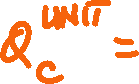 Q_c^UNIT =